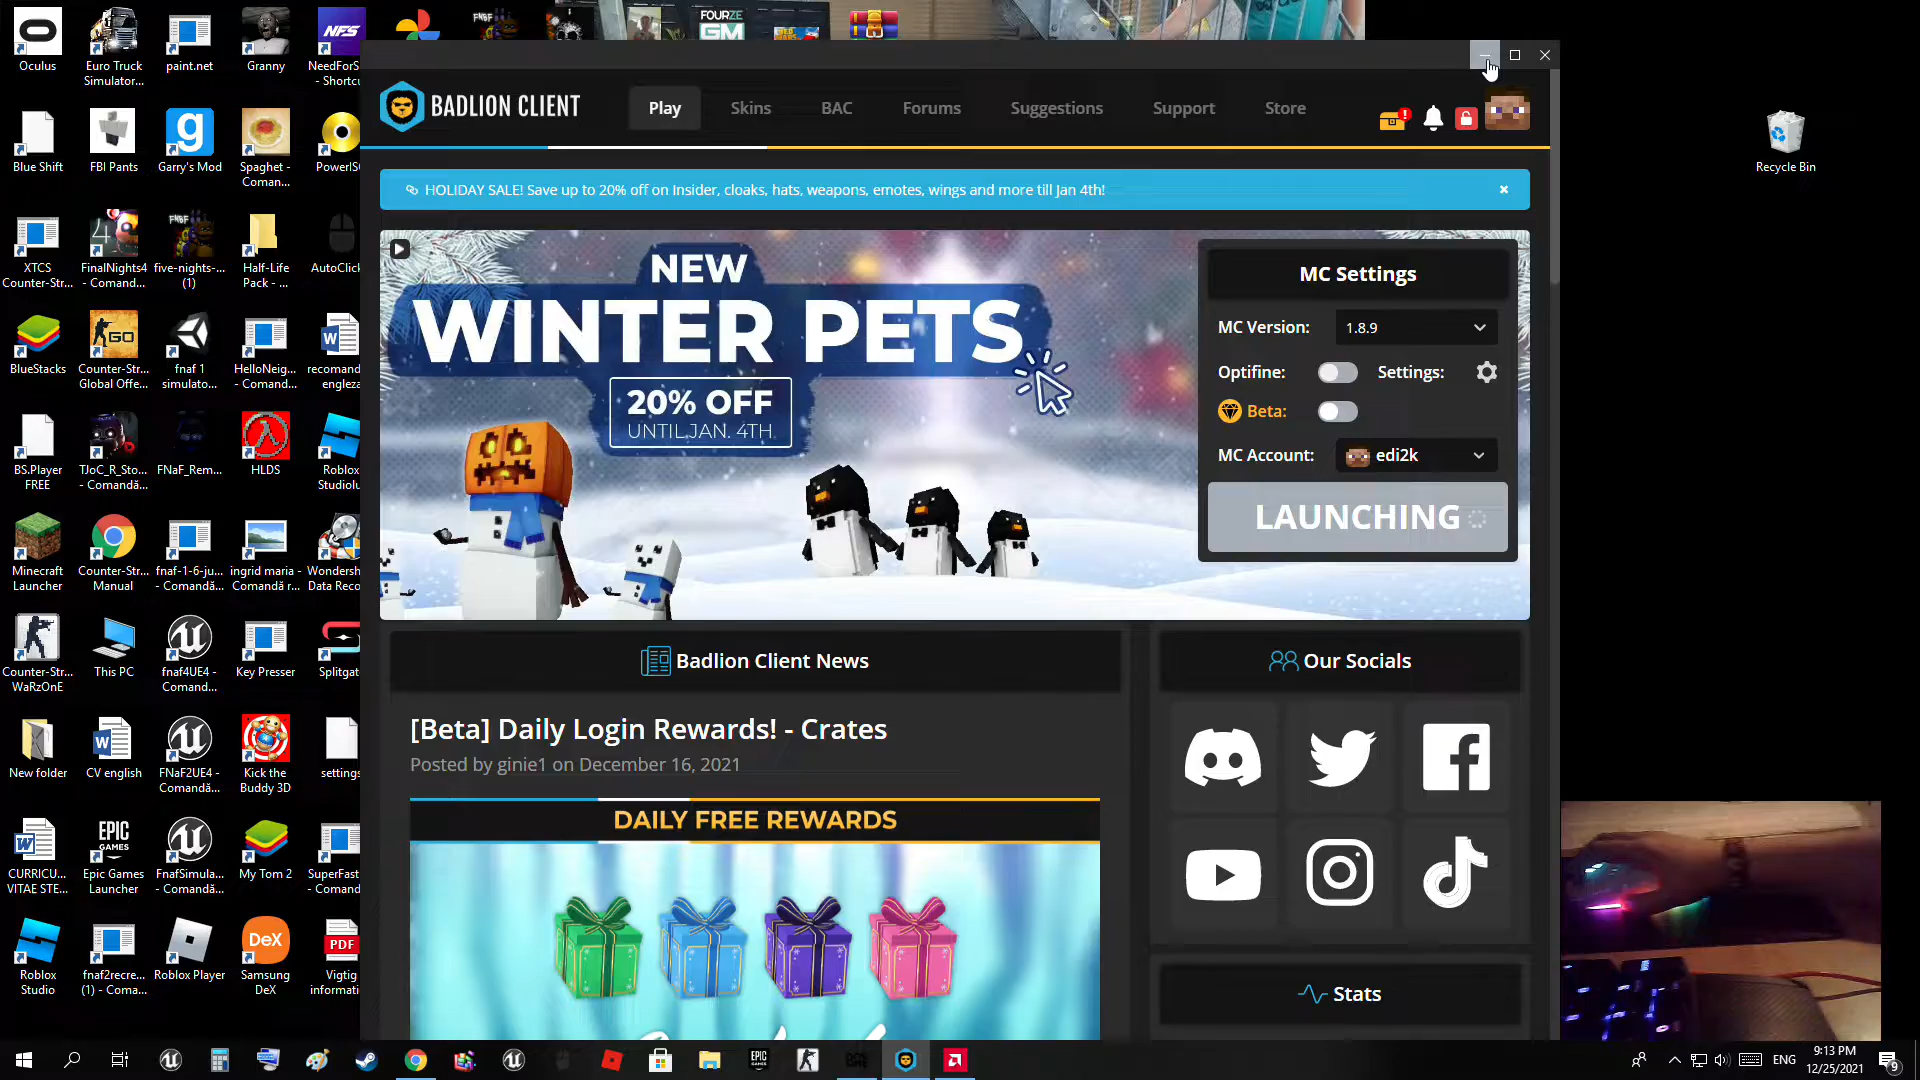 Oculus
Euro Truck
Simulator...
paint.net
Granny
NFS
NeedForS
- Shortcu
FOURZE
GM
Blue Shift
FBI Pants
Garry's Mod
Spaghet -
Coman...
PowerIS
XTCS
Counter-Str...
FinalNights4
- Comand...
FNBF
five-nights-...
(1)
Half-Life
Pack - ...
AutoClick
BlueStacks
GO
Counter-Str...
Global Offe...
fnaf 1
simulato...
HelloNeig...
- Comand...
recomand
engleza
BS.Player
FREE
TJoC_R_Sto...
- Comandă...
FNaF_Rem...
HLDS
Roblox
Studiolu
Minecraft
Launcher
Counter-Str...
Manual
fnaf-1-6-ju...
- Comandă...
ingrid maria -
Comandă r...
Wondersh
Data Reco
Counter-Str...
WaRzOnE
This PC
fnaf4UE4 -
Comand...
Key Presser
Splitgat
New folder
CV english
FNaF2UE4 -
Comandă...
Kick the
Buddy 3D
settings
CURRICU...
VITAE STE...
EPIC
GAMES
Epic Games
Launcher
FnafSimula...
- Comandă...
My Tom 2
SuperFast
- Comand
Roblox
Studio
fnaf2recre...
(1) - Coma...
Roblox Player
DeX
Samsung
DeX
PDF
Vigtig
informati
BADLION CLIENT
Play
Skins
BAC
Forums
Suggestions
Support
Store
HOLIDAY SALE! Save up to 20% off on Insider, cloaks, hats, weapons, emotes, wings and more till Jan 4th!
NEW
WINTER PETS
20% OFF
UNTIL JAN. 4TH
MC Settings
MC Version: 1.8.9
Optifine: Settings:
Beta:
MC Account: edi2k
LAUNCHING
Badlion Client News
[Beta] Daily Login Rewards! - Crates
Posted by ginie1 on December 16, 2021
DAILY FREE REWARDS
Our Socials
Stats
Recycle Bin
EPIC
GAMES
ENG
9:13 PM
12/25/2021
9